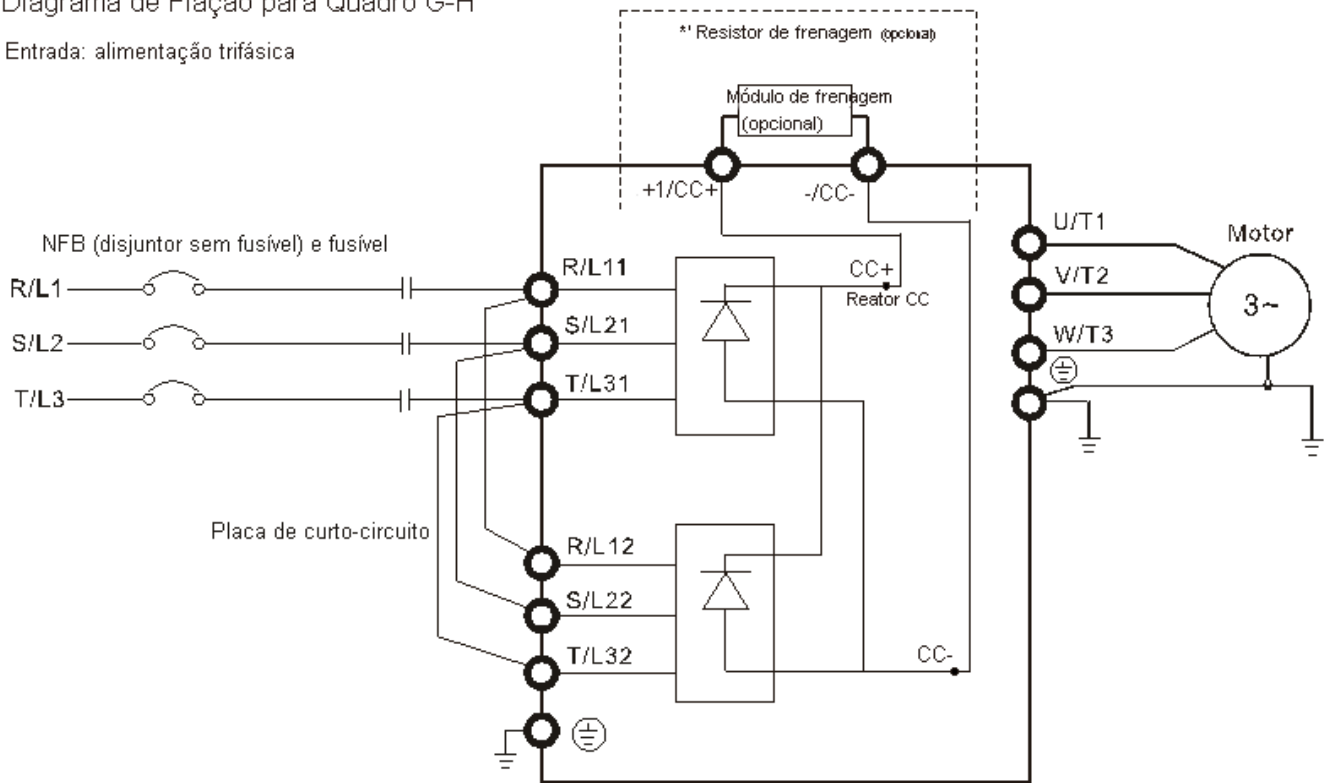 Diagrama de Fiação para Quadro G-H
Entrada: alimentação trifásica
*' Resistor de frenagem (opcional)
Módulo de frenagem
(opcional)
+1/CC+
-/CC-
NFB (disjuntor sem fusível) e fusível
R/L1
S/L2
T/L3
R/L11
S/L21
T/L31
CC+
Reator CC
U/T1
V/T2
W/T3
Motor
3~
Placa de curto-circuito
R/L12
S/L22
T/L32
CC-